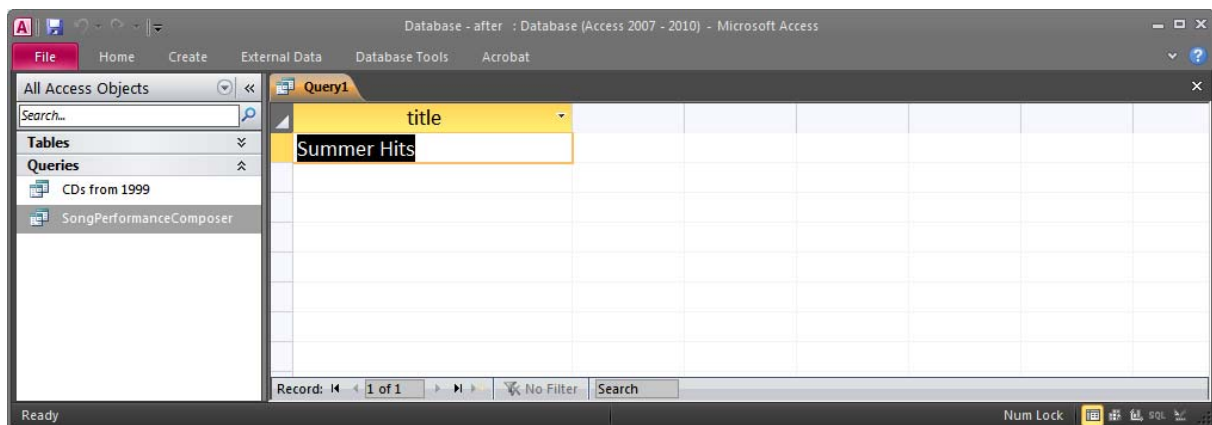 A Database - after : Database (Access 2007 - 2010) - Microsoft Access
File Home Create External Data Database Tools Acrobat
All Access Objects « Query1
Search... title
Tables
Summer Hits
Queries
CDs from 1999
SongPerformanceComposer
Record: 1 of 1 No Filter Search
Ready Num Lock SQL